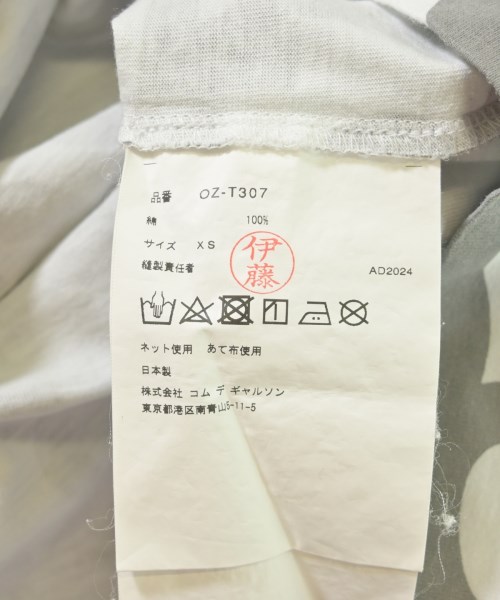 品番 OZ-T307
綿 100%
サイズ XS
縫製責任者 伊藤 AD2024
ネット使用 あて布使用
日本製
株式会社 コム デ ギャルソン
東京都港区南青山5-11-5